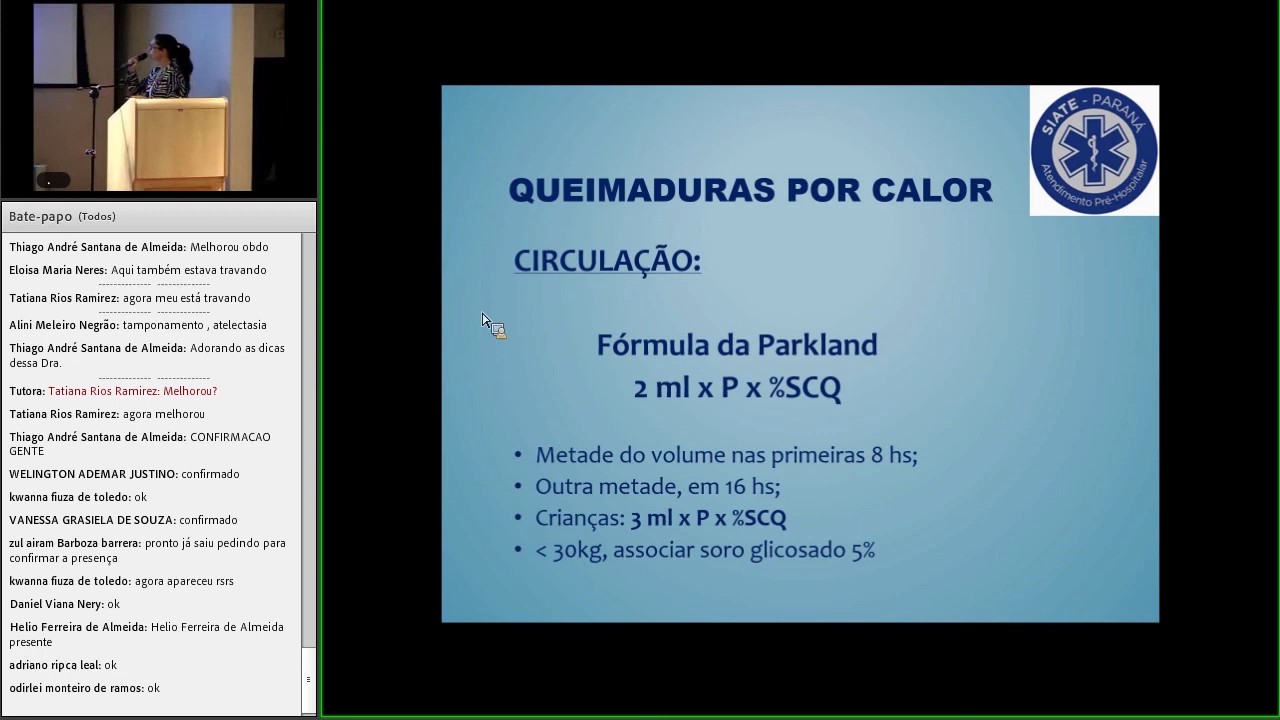 Bate-papo (Todos)
Thiago André Santana de Almeida: Melhorou obdo
Eloisa Maria Neres: Aqui também estava travando
-------------- --------------
Tatiana Rios Ramirez: agora meu está travando
-------------- --------------
Alini Meleiro Negrão: tamponamento , atelectasia
Thiago André Santana de Almeida: Adorando as dicas
dessa Dra.
-------------- --------------
Tutora: Tatiana Rios Ramirez: Melhorou?
Tatiana Rios Ramirez: agora melhorou
Thiago André Santana de Almeida: CONFIRMACAO
GENTE
WELINGTON ADEMAR JUSTINO: confirmado
kwanna fiuza de toledo: ok
VANESSA GRASIELA DE SOUZA: confirmado
zul airam Barboza barrera: pronto já saiu pedindo para
confirmar a presença
kwanna fiuza de toledo: agora apareceu rsrs
Daniel Viana Nery: ok
Helio Ferreira de Almeida: Helio Ferreira de Almeida
presente
adriano ripca leal: ok
odirlei monteiro de ramos: ok
SIATE - PARANÁ
Atendimento Pré-Hospitalar
QUEIMADURAS POR CALOR
CIRCULAÇÃO:
Fórmula da Parkland
2 ml x P x %SCQ
• Metade do volume nas primeiras 8 hs;
• Outra metade, em 16 hs;
• Crianças: 3 ml x P x %SCQ
• < 30kg, associar soro glicosado 5%